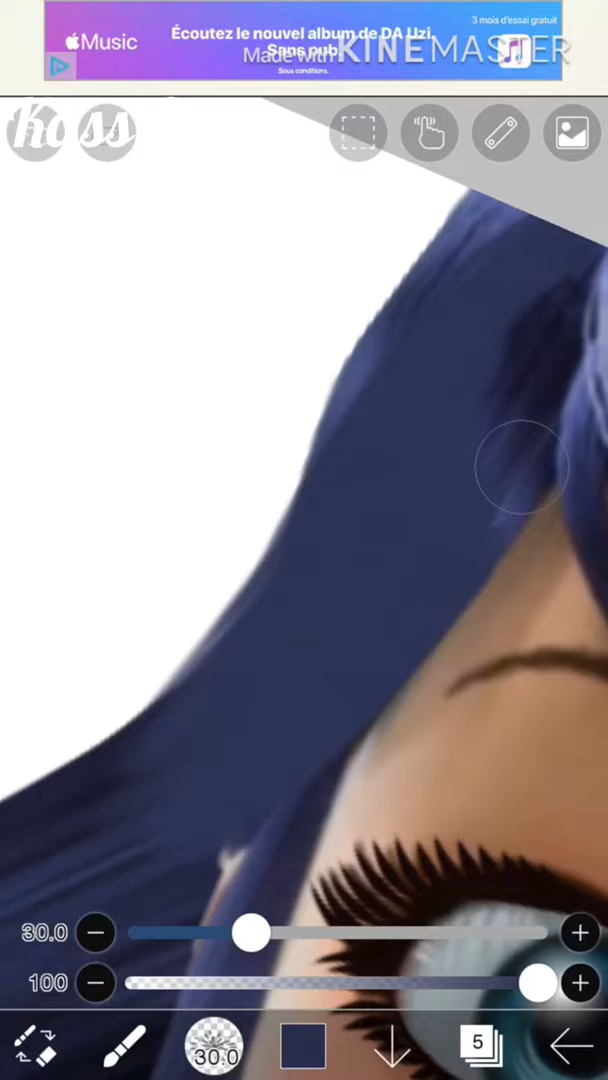 Music
Écoutez le nouvel album de DA Uzi,
Sans pub.
Sous conditions.
3 mois d'essai gratuit
Made with KINEMASTER
kass
30.0
100
30.0
5